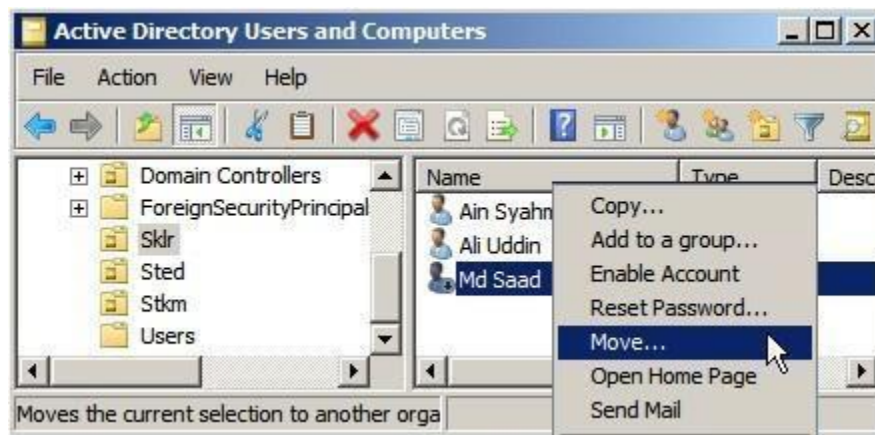 Active Directory Users and Computers
File Action View Help
Domain Controllers
ForeignSecurityPrincipal
Sklr
Sted
Stkm
Users
Name Type Desc
Ain Syahm
Ali Uddin
Md Saad
Copy...
Add to a group...
Enable Account
Reset Password...
Move...
Open Home Page
Send Mail
Moves the current selection to another orga